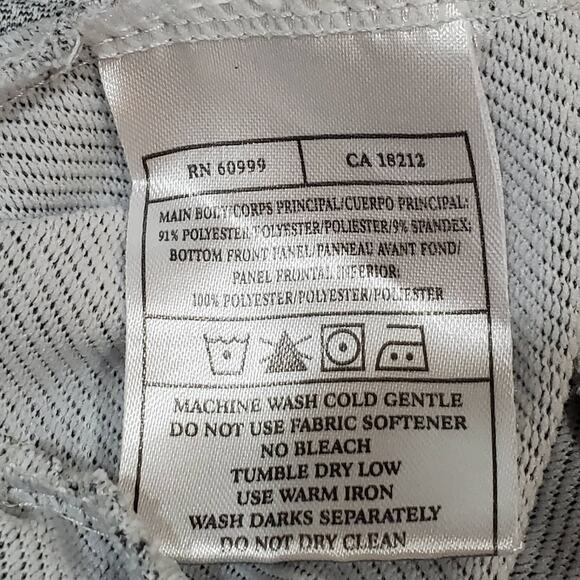 RN 60999
CA 18212
MAIN BODY/CORPS PRINCIPAL/CUERPO PRINCIPAL:
91% POLYESTER/POLYESTER/POLIESTER/9% SPANDEX;
BOTTOM FRONT PANEL/PANNEAU AVANT FOND/
PANEL FRONTAL INFERIOR:
100% POLYESTER/POLYESTER/POLIESTER
MACHINE WASH COLD GENTLE
DO NOT USE FABRIC SOFTENER
NO BLEACH
TUMBLE DRY LOW
USE WARM IRON
WASH DARKS SEPARATELY
DO NOT DRY CLEAN